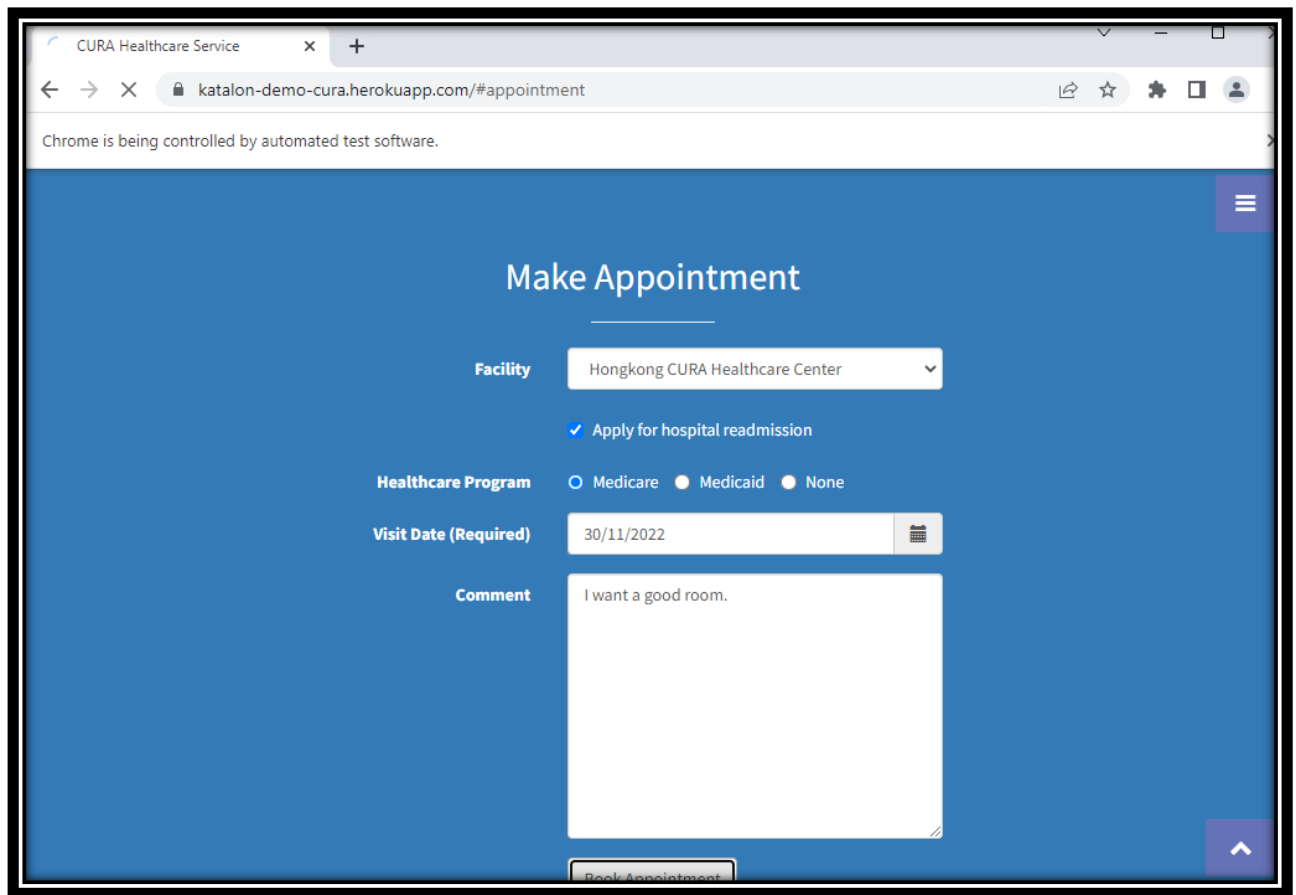 CURA Healthcare Service
katalon-demo-cura.herokuapp.com/#appointment
Chrome is being controlled by automated test software.
Make Appointment
Facility Hongkong CURA Healthcare Center
Apply for hospital readmission
Healthcare Program Medicare Medicaid None
Visit Date (Required) 30/11/2022
Comment I want a good room.
Book Appointment